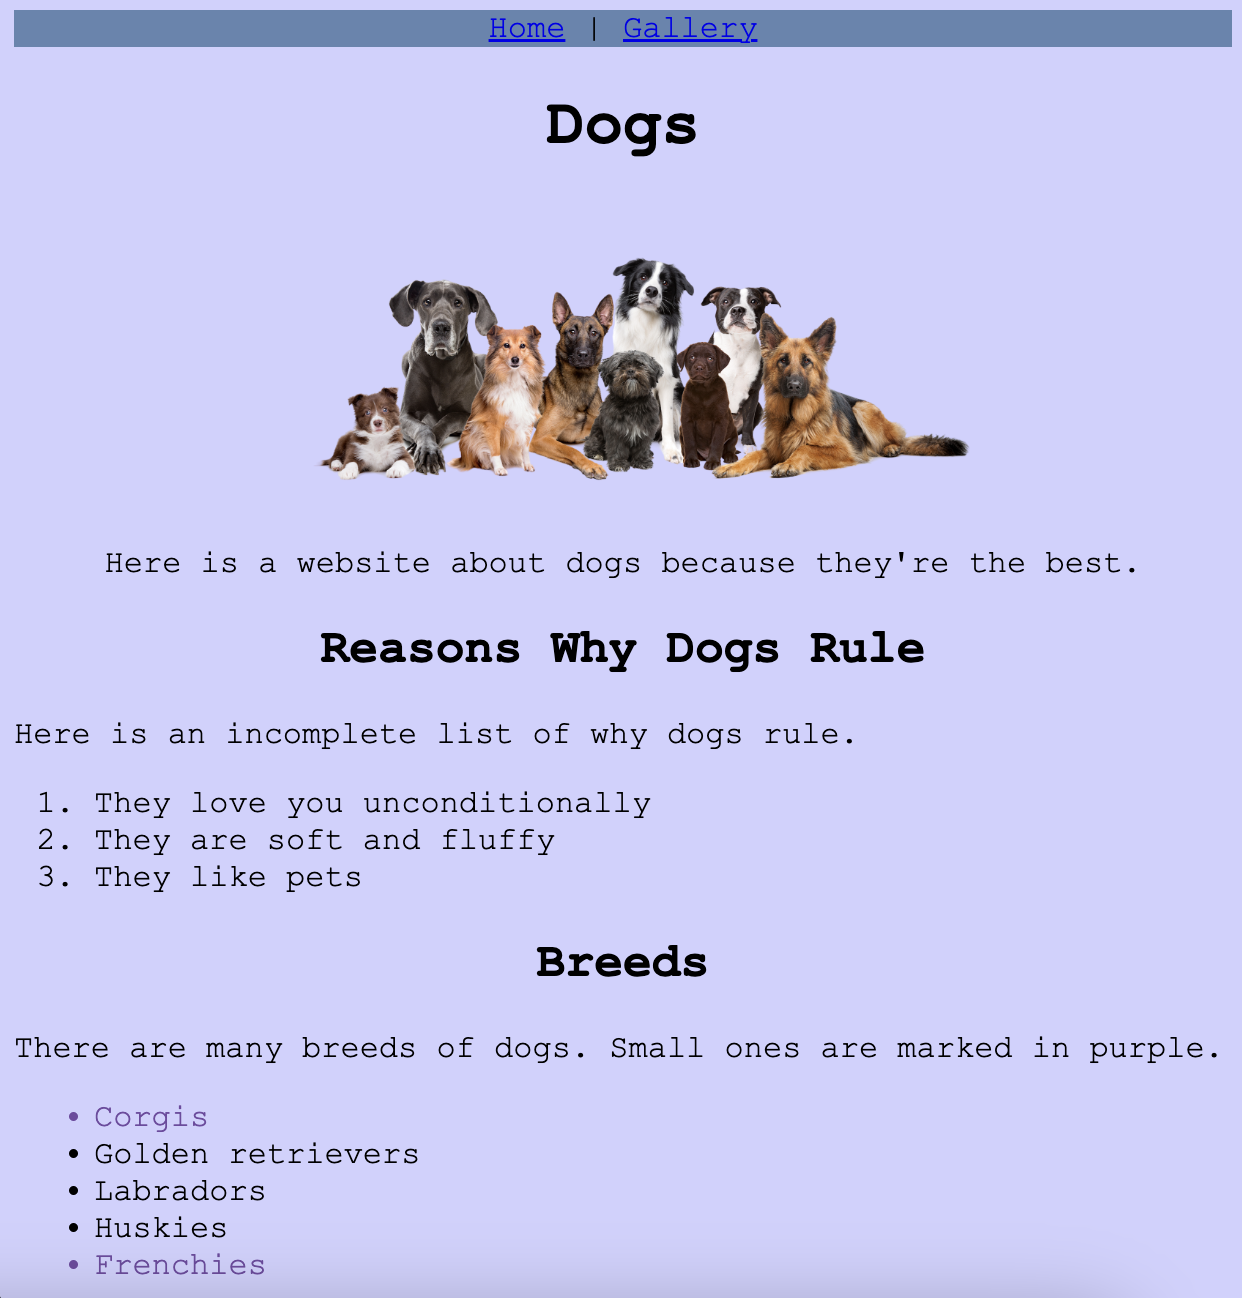 Home | Gallery
Dogs
Here is a website about dogs because they're the best.
Reasons Why Dogs Rule
Here is an incomplete list of why dogs rule.
1. They love you unconditionally
2. They are soft and fluffy
3. They like pets
Breeds
There are many breeds of dogs. Small ones are marked in purple.
• Corgis
• Golden retrievers
• Labradors
• Huskies
• Frenchies